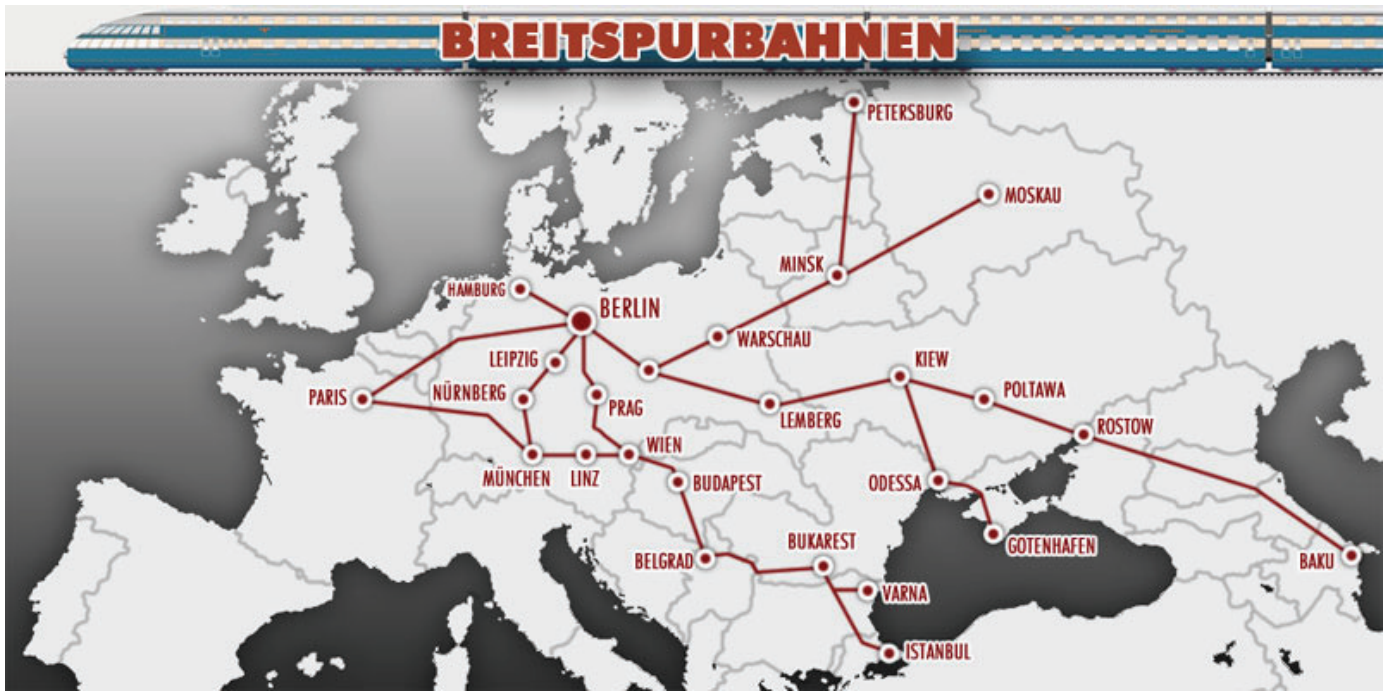 BREITSPURBAHNEN
PETERSBURG
MOSKAU
MINSK
HAMBURG
BERLIN
WARSCHAU
LEIPZIG
KIEW
NÜRNBERG
POLTAWA
PARIS
PRAG
LEMBERG
ROSTOW
WIEN
MÜNCHEN
LINZ
BUDAPEST
ODESSA
BUKAREST
GOTENHAFEN
BELGRAD
BAKU
VARNA
ISTANBUL